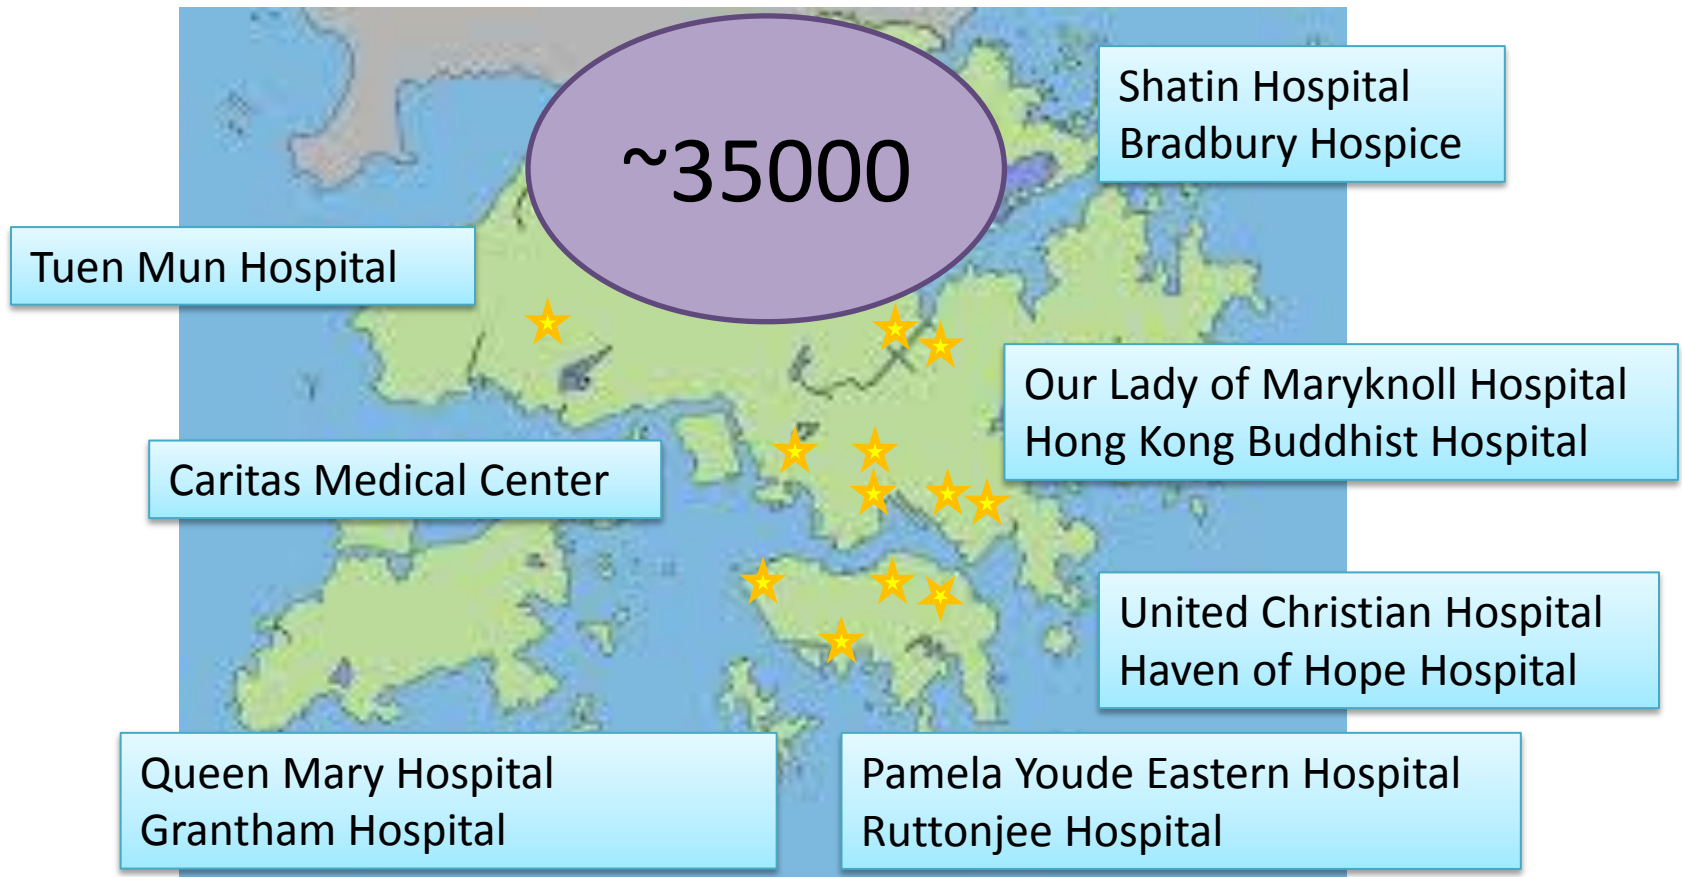 ~35000
Shatin Hospital
Bradbury Hospice
Tuen Mun Hospital
Our Lady of Maryknoll Hospital
Hong Kong Buddhist Hospital
Caritas Medical Center
United Christian Hospital
Haven of Hope Hospital
Queen Mary Hospital
Grantham Hospital
Pamela Youde Eastern Hospital
Ruttonjee Hospital